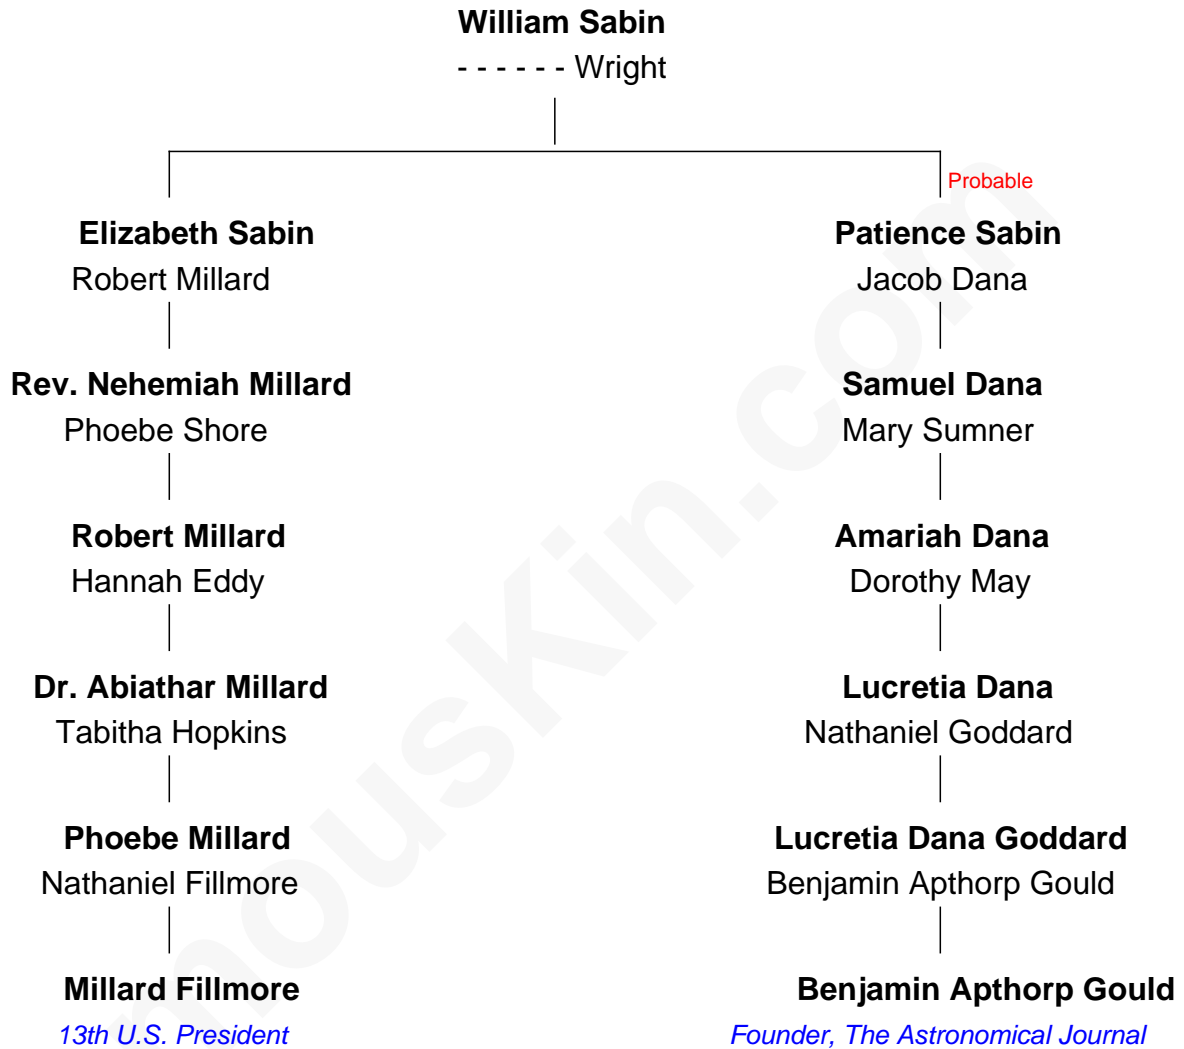 William Sabin
- - - - - - Wright
Probable
Elizabeth Sabin
Robert Millard
Patience Sabin
Jacob Dana
Rev. Nehemiah Millard
Phoebe Shore
Samuel Dana
Mary Sumner
Robert Millard
Hannah Eddy
Amariah Dana
Dorothy May
Dr. Abiathar Millard
Tabitha Hopkins
Lucretia Dana
Nathaniel Goddard
Phoebe Millard
Nathaniel Fillmore
Lucretia Dana Goddard
Benjamin Apthorp Gould
Millard Fillmore
13th U.S. President
Benjamin Apthorp Gould
Founder, The Astronomical Journal
mouskin.com